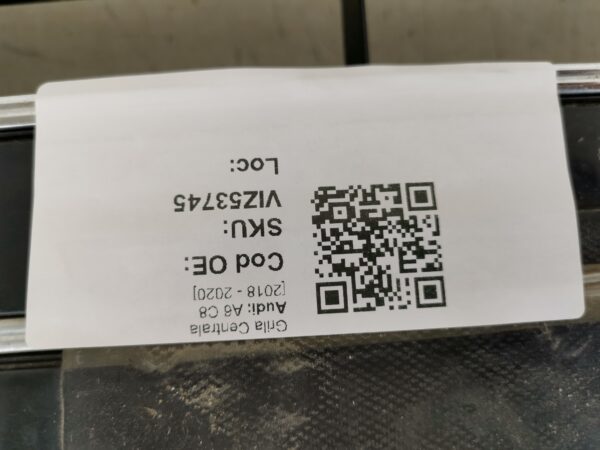 Grila Centrala
Audi: A6 C8
[2018 - 2020]
Cod OE:
SKU:
VIZ53745
Loc: